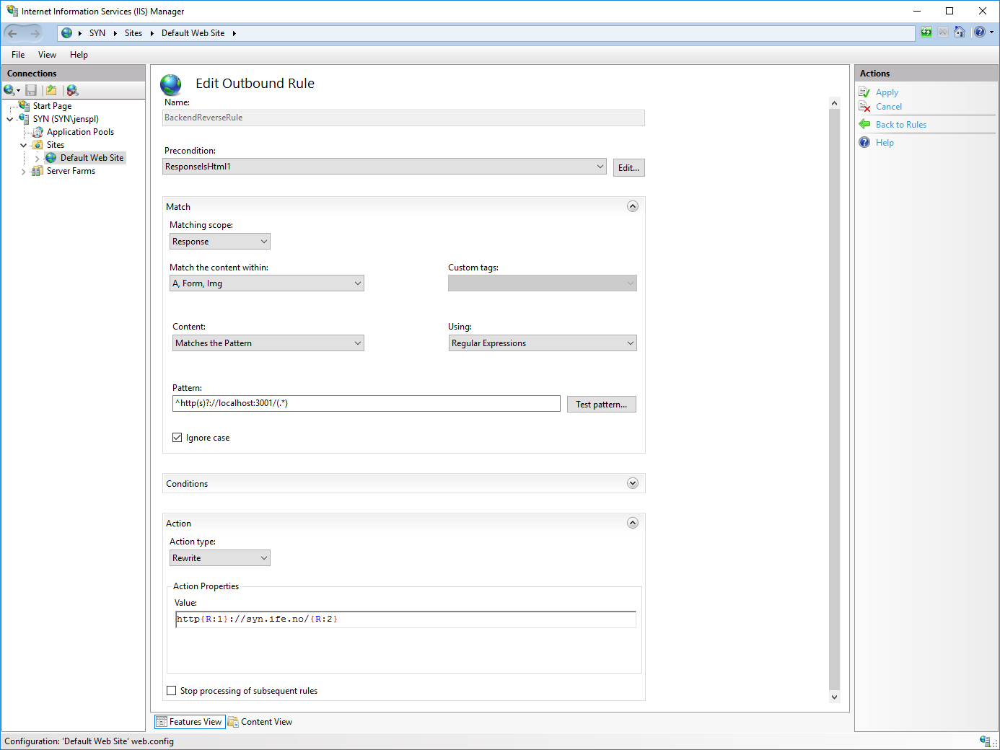 Internet Information Services (IIS) Manager
SYN Sites Default Web Site
File View Help
Connections
Start Page
SYN (SYN\jenspl)
Application Pools
Sites
Default Web Site
Server Farms
Edit Outbound Rule
Name:
BackendReverseRule
Precondition:
ResponseIsHtml1
Edit...
Match
Matching scope:
Response
Match the content within:
A, Form, Img
Custom tags:
Content:
Matches the Pattern
Using:
Regular Expressions
Pattern:
^http(s)?://localhost:3001/(.*)
Test pattern...
Ignore case
Conditions
Action
Action type:
Rewrite
Action Properties
Value:
http{R:1}://syn.ife.no/{R:2}
Stop processing of subsequent rules
Features View
Content View
Actions
Apply
Cancel
Back to Rules
Help
Configuration: 'Default Web Site' web.config